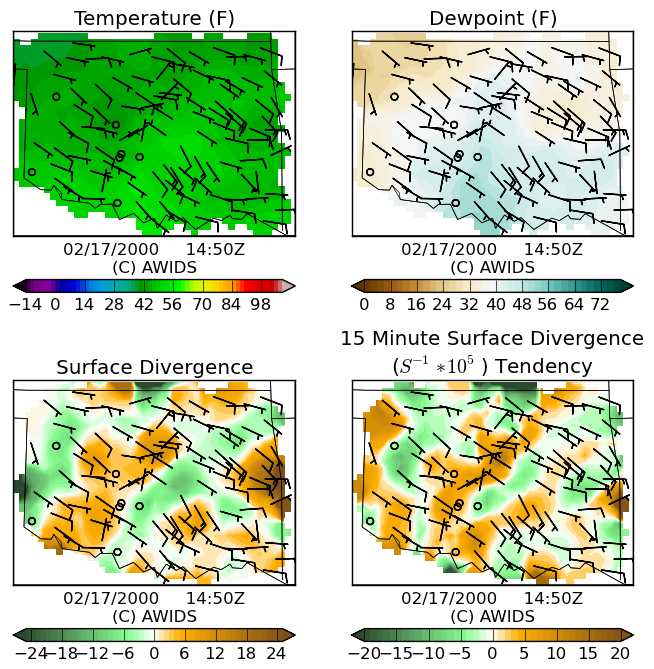 Temperature (F)
Dewpoint (F)
02/17/2000 14:50Z
(C) AWIDS
02/17/2000 14:50Z
(C) AWIDS
−14 0 14 28 42 56 70 84 98
0 8 16 24 32 40 48 56 64 72
Surface Divergence
15 Minute Surface Divergence
(S⁻¹ ∗10⁵ ) Tendency
02/17/2000 14:50Z
(C) AWIDS
02/17/2000 14:50Z
(C) AWIDS
−24 −18 −12 −6 0 6 12 18 24
−20 −15 −10 −5 0 5 10 15 20